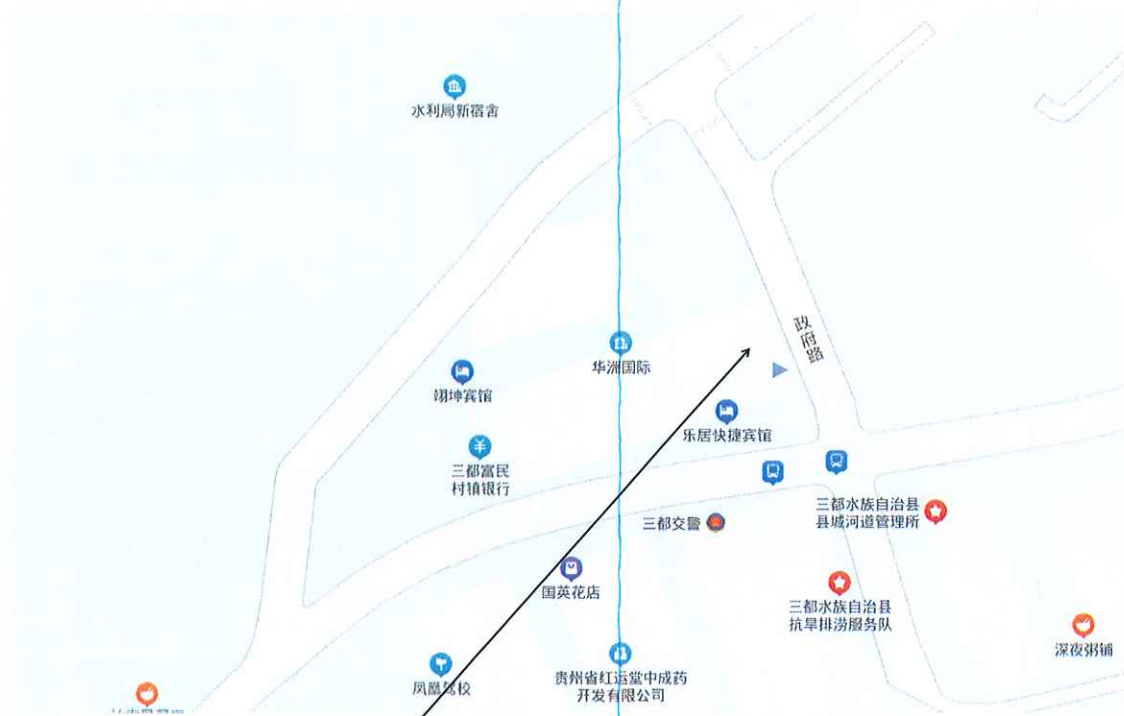 水利局新宿舍
政府路
华洲国际
翊坤宾馆
乐居快捷宾馆
三都富民
村镇银行
三都水族自治县
县城河道管理所
三都交警
国英花店
三都水族自治县
抗旱排涝服务队
深夜粥铺
凤凰驾校
贵州省红运堂中成药
开发有限公司